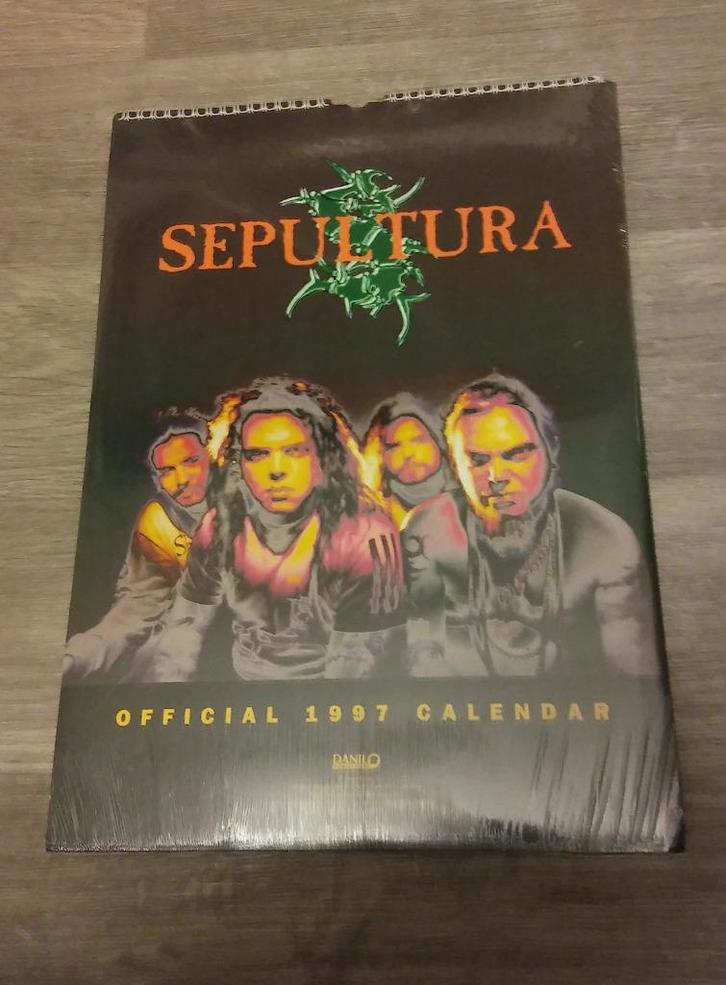 SEPULTURA
OFFICIAL 1997 CALENDAR
DANILO